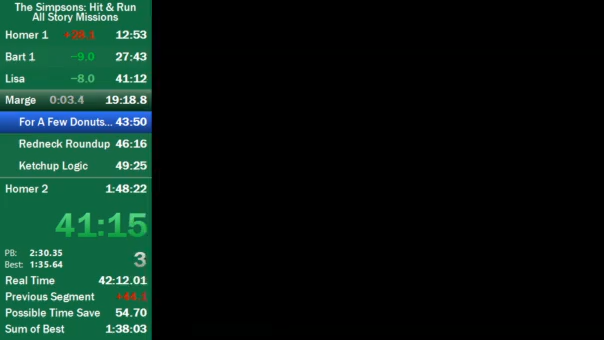 The Simpsons: Hit & Run
All Story Missions
Homer 1 +28.1 12:53
Bart 1 −9.0 27:43
Lisa −8.0 41:12
Marge 0:03.4 19:18.8
For A Few Donuts... 43:50
Redneck Roundup 46:16
Ketchup Logic 49:25
Homer 2 1:48:22
41:15
PB: 2:30.35
Best: 1:35.64
3
Real Time 42:12.01
Previous Segment +44.1
Possible Time Save 54.70
Sum of Best 1:38:03